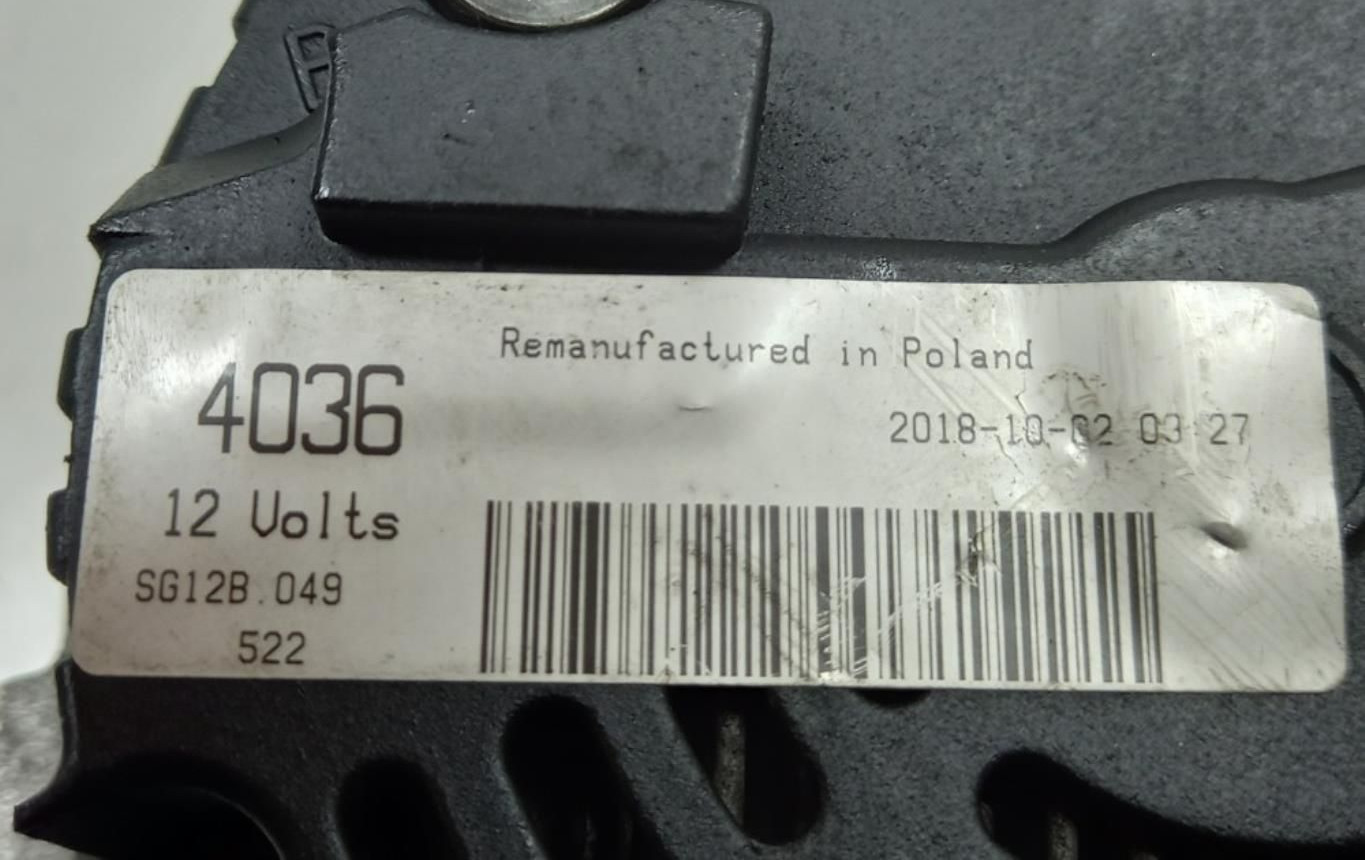 Remanufactured in Poland
4036
2018-10-02 03:27
12 Volts
SG12B.049
522